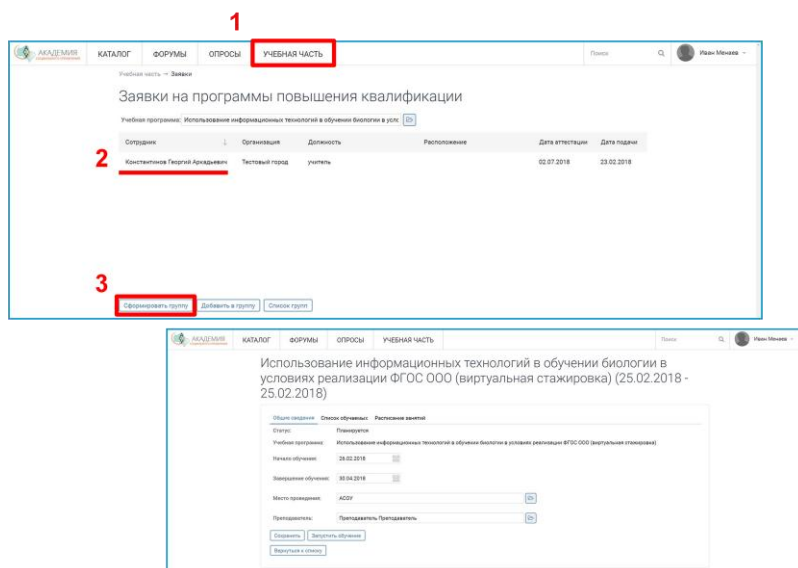 1
АКАДЕМИЯ КАТАЛОГ ФОРУМЫ ОПРОСЫ УЧЕБНАЯ ЧАСТЬ Поиск Иван Менаев
Учебная часть → Заявки
Заявки на программы повышения квалификации
Учебная программа: Использование информационных технологий в обучении биологии в усло
Сотрудник ↓ Организация Должность Расположение Дата аттестации Дата подачи
2
Константинов Георгий Аркадьевич Тестовый город учитель 02.07.2018 23.02.2018
3
Сформировать группу Добавить в группу Список групп
АКАДЕМИЯ КАТАЛОГ ФОРУМЫ ОПРОСЫ УЧЕБНАЯ ЧАСТЬ Поиск Иван Менаев
Использование информационных технологий в обучении биологии в
условиях реализации ФГОС ООО (виртуальная стажировка) (25.02.2018 -
25.02.2018)
Общие сведения Список обучаемых Расписание занятий
Статус: Планируется
Учебная программа: Использование информационных технологий в обучении биологии в условиях реализации ФГОС ООО (виртуальная стажировка)
Начало обучения: 26.02.2018
Завершение обучения: 30.04.2018
Место проведения: АСОУ
Преподаватель: Преподаватель Преподаватель
Сохранить Запустить обучение
Вернуться к списку